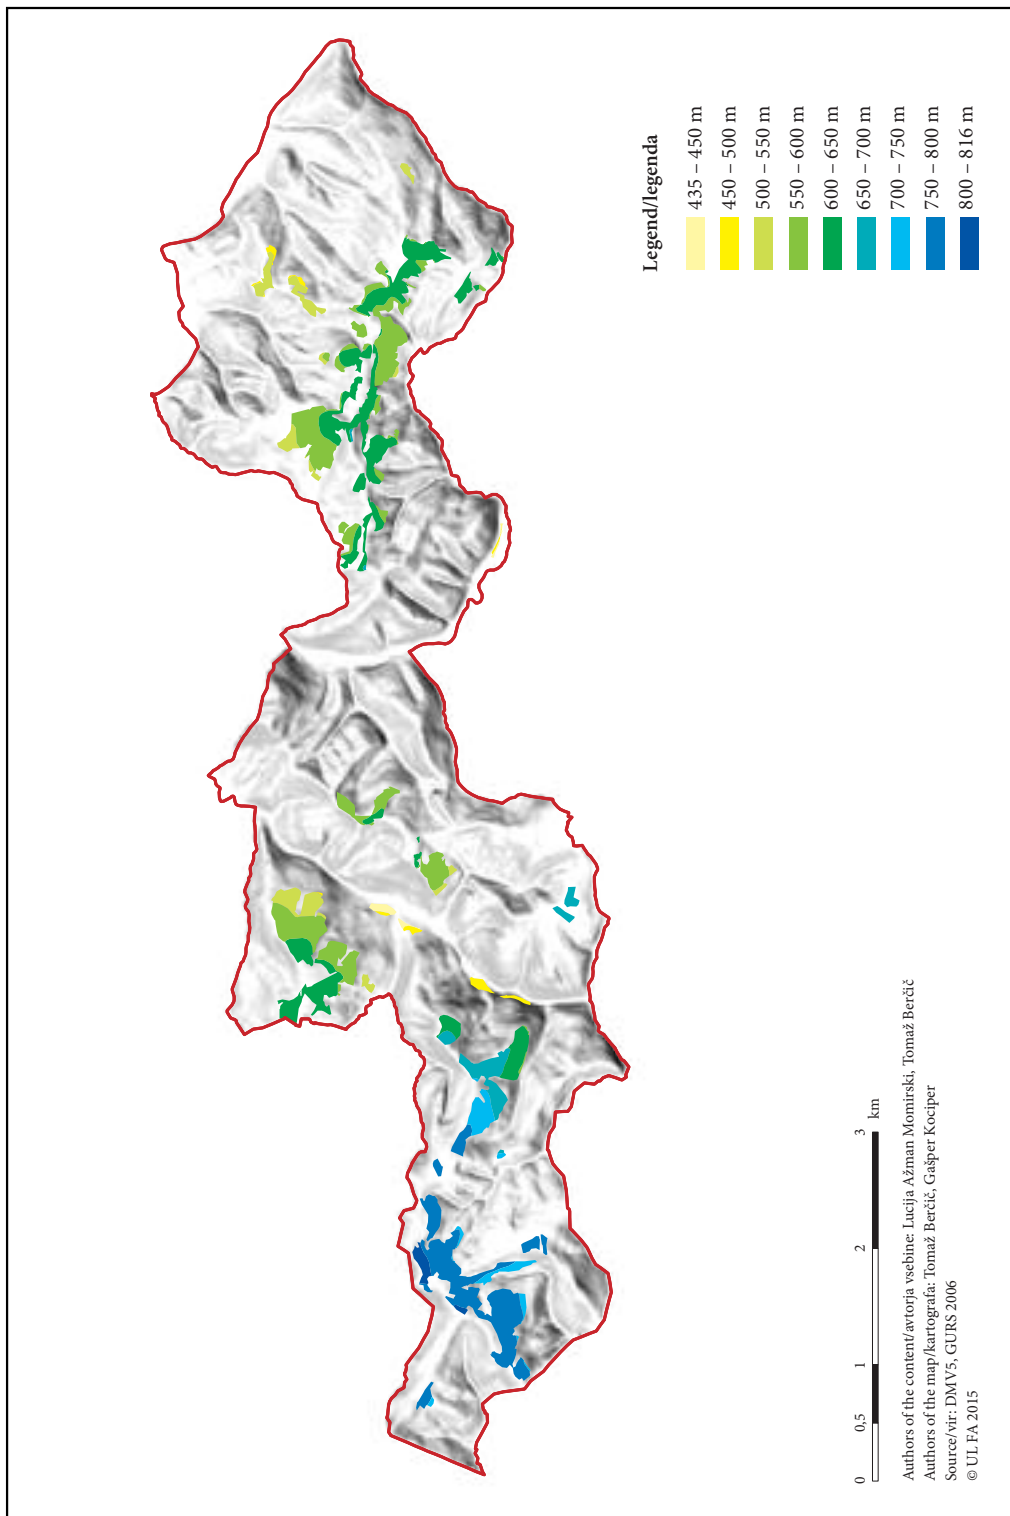 Legend/legenda
435 – 450 m
450 – 500 m
500 – 550 m
550 – 600 m
600 – 650 m
650 – 700 m
700 – 750 m
750 – 800 m
800 – 816 m
0 0,5 1 2 3 km
Authors of the content/avtorja vsebine: Lucija Ažman Momirski, Tomaž Berčič
Authors of the map/kartografa: Tomaž Berčič, Gašper Kociper
Source/vir: DMV5, GURS 2006
© UL FA 2015